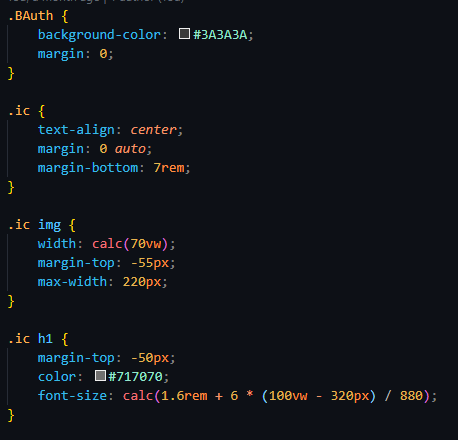 .BAuth {
    background-color: #3A3A3A;
    margin: 0;
}
.ic {
    text-align: center;
    margin: 0 auto;
    margin-bottom: 7rem;
}
.ic img {
    width: calc(70vw);
    margin-top: -55px;
    max-width: 220px;
}
.ic h1 {
    margin-top: -50px;
    color: #717070;
    font-size: calc(1.6rem + 6 * (100vw - 320px) / 880);
}